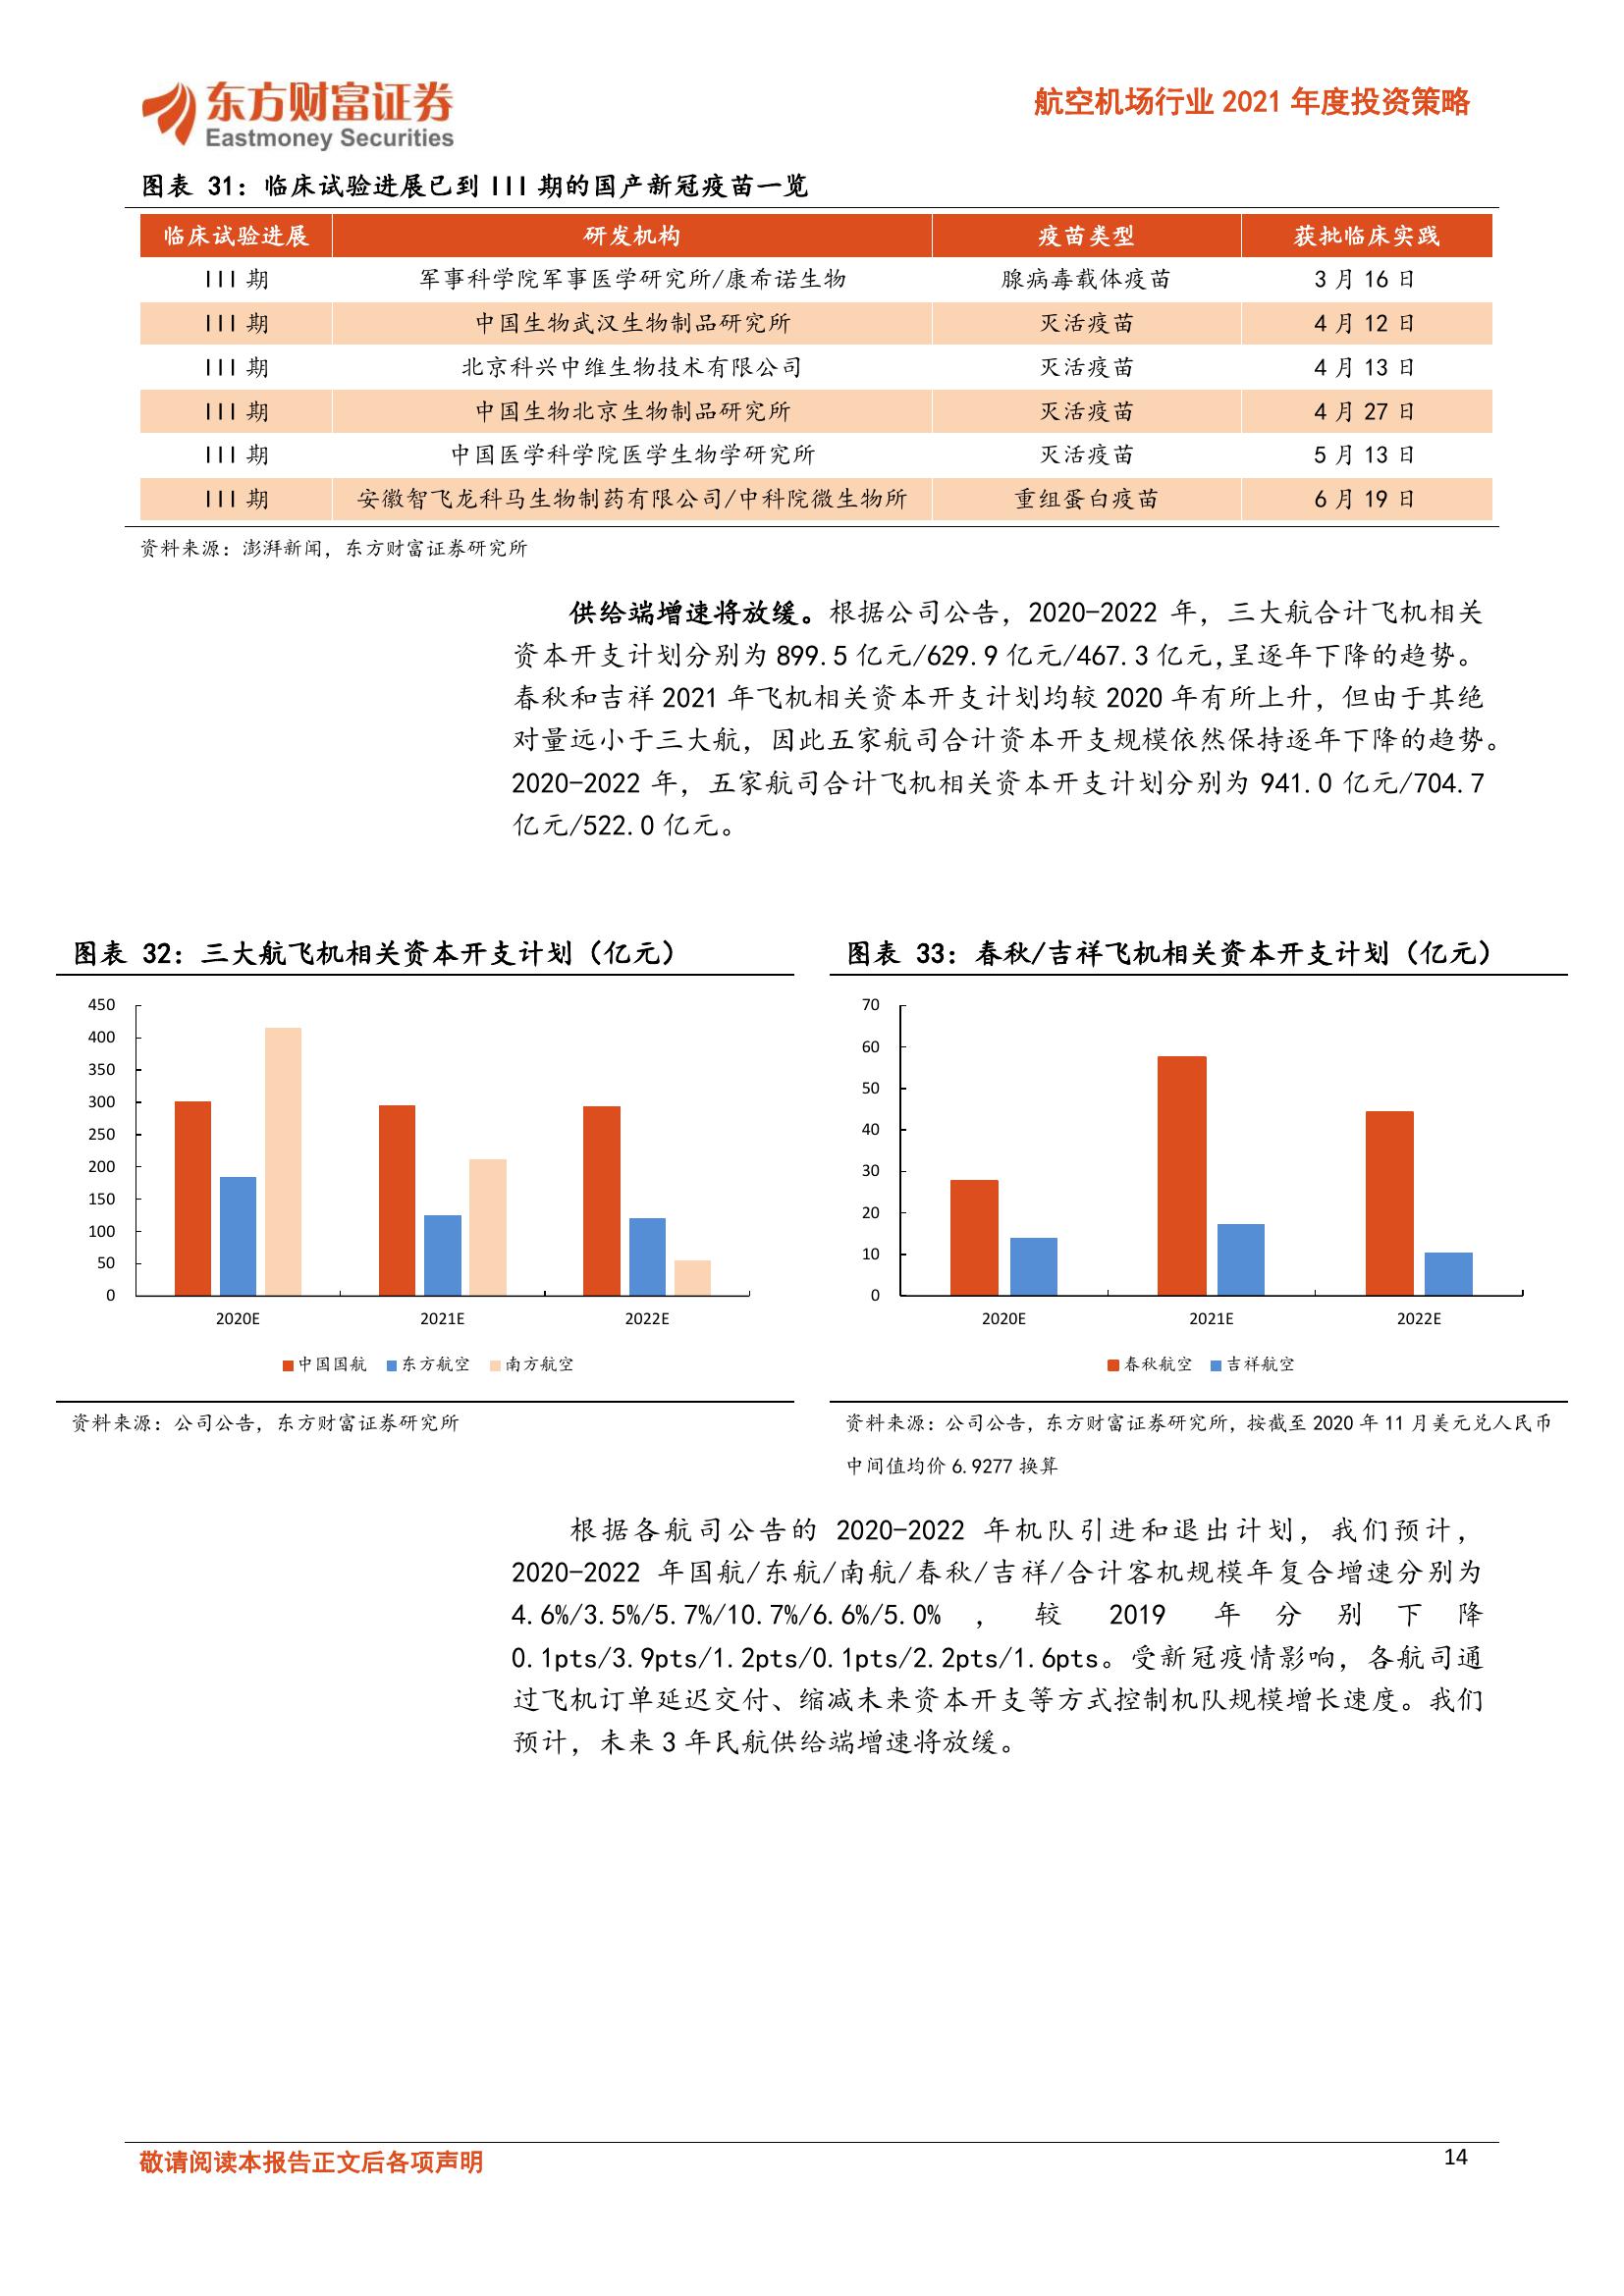 东方财富证券
Eastmoney Securities
航空机场行业 2021 年度投资策略
图表 31：临床试验进展已到 III 期的国产新冠疫苗一览
临床试验进展 研发机构 疫苗类型 获批临床实践
III 期 军事科学院军事医学研究所/康希诺生物 腺病毒载体疫苗 3 月 16 日
III 期 中国生物武汉生物制品研究所 灭活疫苗 4 月 12 日
III 期 北京科兴中维生物技术有限公司 灭活疫苗 4 月 13 日
III 期 中国生物北京生物制品研究所 灭活疫苗 4 月 27 日
III 期 中国医学科学院医学生物学研究所 灭活疫苗 5 月 13 日
III 期 安徽智飞龙科马生物制药有限公司/中科院微生物所 重组蛋白疫苗 6 月 19 日
资料来源：澎湃新闻，东方财富证券研究所
供给端增速将放缓。根据公司公告，2020-2022 年，三大航合计飞机相关
资本开支计划分别为 899.5 亿元/629.9 亿元/467.3 亿元,呈逐年下降的趋势。
春秋和吉祥 2021 年飞机相关资本开支计划均较 2020 年有所上升，但由于其绝
对量远小于三大航，因此五家航司合计资本开支规模依然保持逐年下降的趋势。
2020-2022 年，五家航司合计飞机相关资本开支计划分别为 941.0 亿元/704.7
亿元/522.0 亿元。
图表 32：三大航飞机相关资本开支计划（亿元）
450
400
350
300
250
200
150
100
50
0
2020E 2021E 2022E
中国国航 东方航空 南方航空
资料来源：公司公告，东方财富证券研究所
图表 33：春秋/吉祥飞机相关资本开支计划（亿元）
70
60
50
40
30
20
10
0
2020E 2021E 2022E
春秋航空 吉祥航空
资料来源：公司公告，东方财富证券研究所，按截至 2020 年 11 月美元兑人民币
中间值均价 6.9277 换算
根据各航司公告的 2020-2022 年机队引进和退出计划，我们预计，
2020-2022 年国航/东航/南航/春秋/吉祥/合计客机规模年复合增速分别为
4.6%/3.5%/5.7%/10.7%/6.6%/5.0% ， 较 2019 年 分 别 下 降
0.1pts/3.9pts/1.2pts/0.1pts/2.2pts/1.6pts。受新冠疫情影响，各航司通
过飞机订单延迟交付、缩减未来资本开支等方式控制机队规模增长速度。我们
预计，未来 3 年民航供给端增速将放缓。
敬请阅读本报告正文后各项声明
14